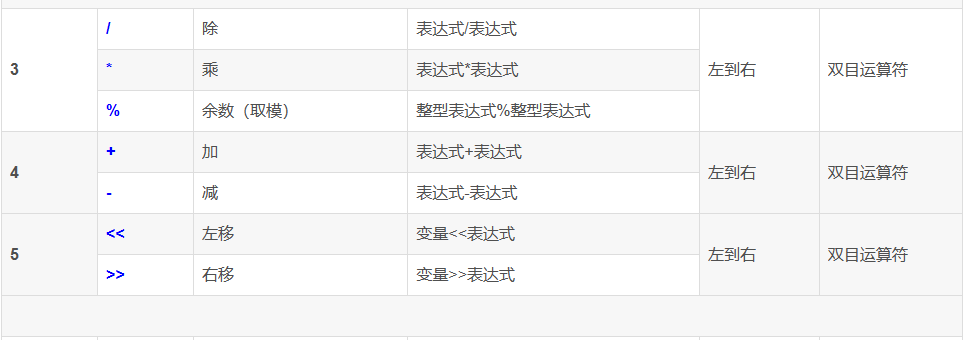 / 除 表达式/表达式
3 * 乘 表达式*表达式 左到右 双目运算符
% 余数（取模） 整型表达式%整型表达式
+ 加 表达式+表达式
4 左到右 双目运算符
- 减 表达式-表达式
<< 左移 变量<<表达式
5 左到右 双目运算符
>> 右移 变量>>表达式